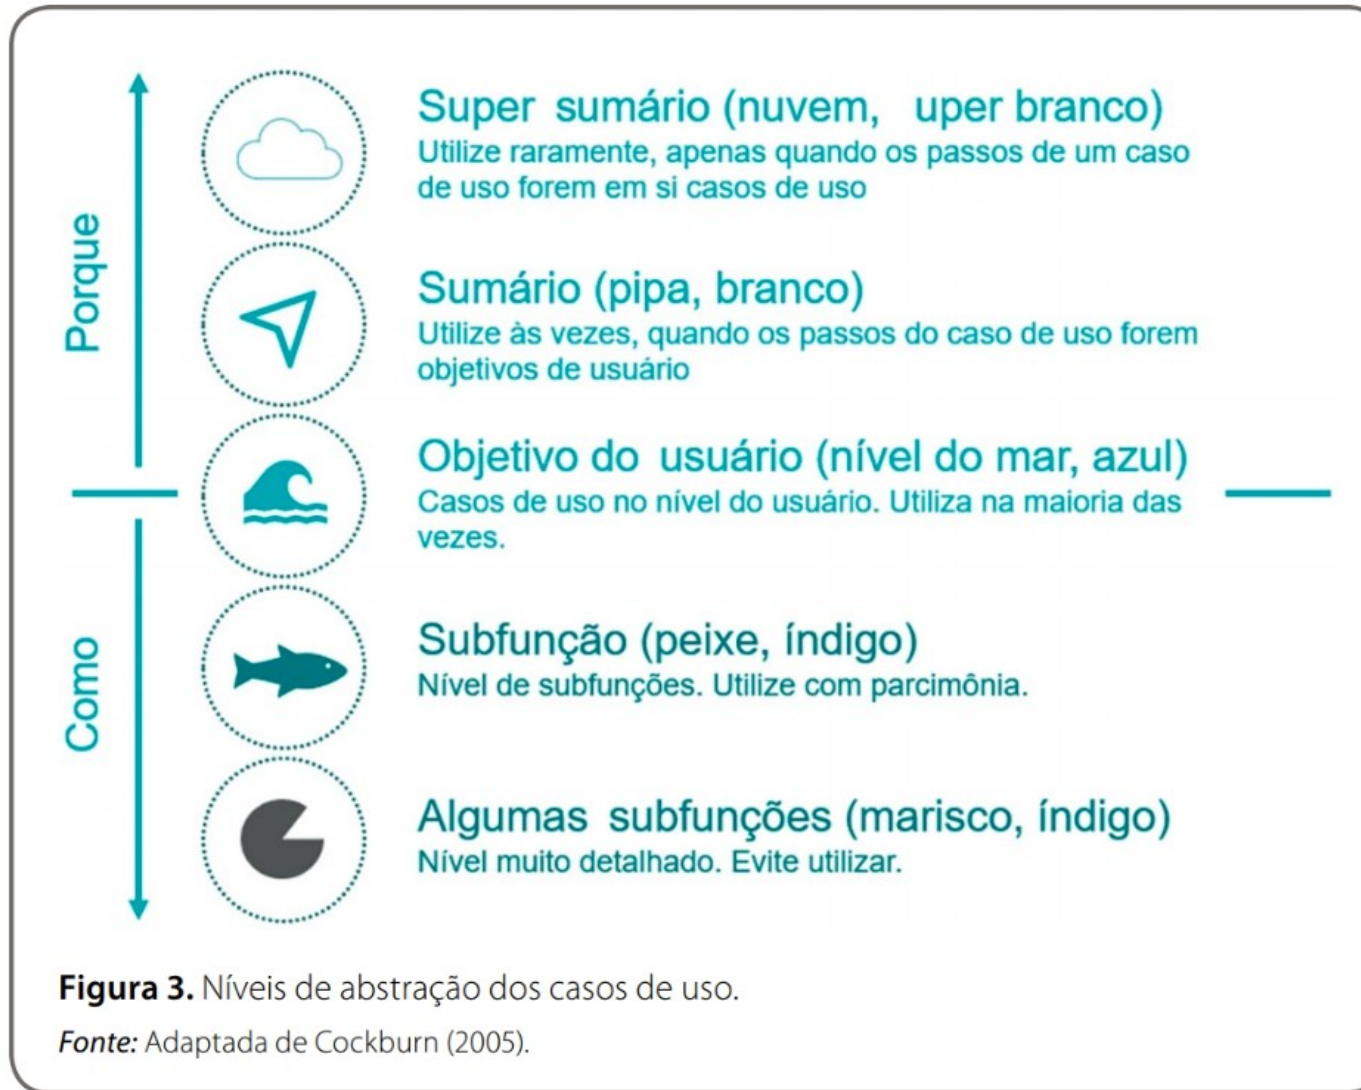 Porque
Super sumário (nuvem, uper branco)
Utilize raramente, apenas quando os passos de um caso
de uso forem em si casos de uso
Sumário (pipa, branco)
Utilize às vezes, quando os passos do caso de uso forem
objetivos de usuário
Objetivo do usuário (nível do mar, azul)
Casos de uso no nível do usuário. Utiliza na maioria das
vezes.
Como
Subfunção (peixe, índigo)
Nível de subfunções. Utilize com parcimônia.
Algumas subfunções (marisco, índigo)
Nível muito detalhado. Evite utilizar.
Figura 3. Níveis de abstração dos casos de uso.
Fonte: Adaptada de Cockburn (2005).